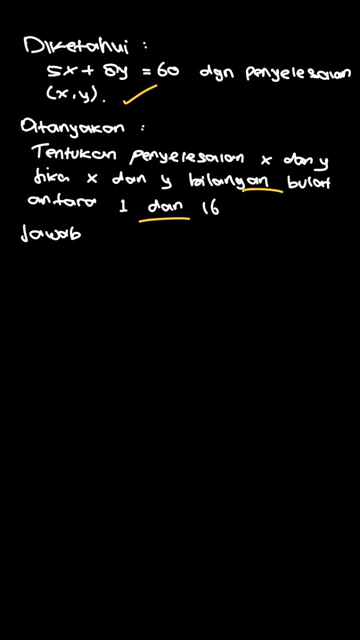 Diketahui :
5x + 5y = 60 dgn penyelesaian
(x, y).
Ditanyakan :
Tentukan penyelesaian x dan y
jika x dan y bilangan bulat
antara 1 dan 16
Jawab